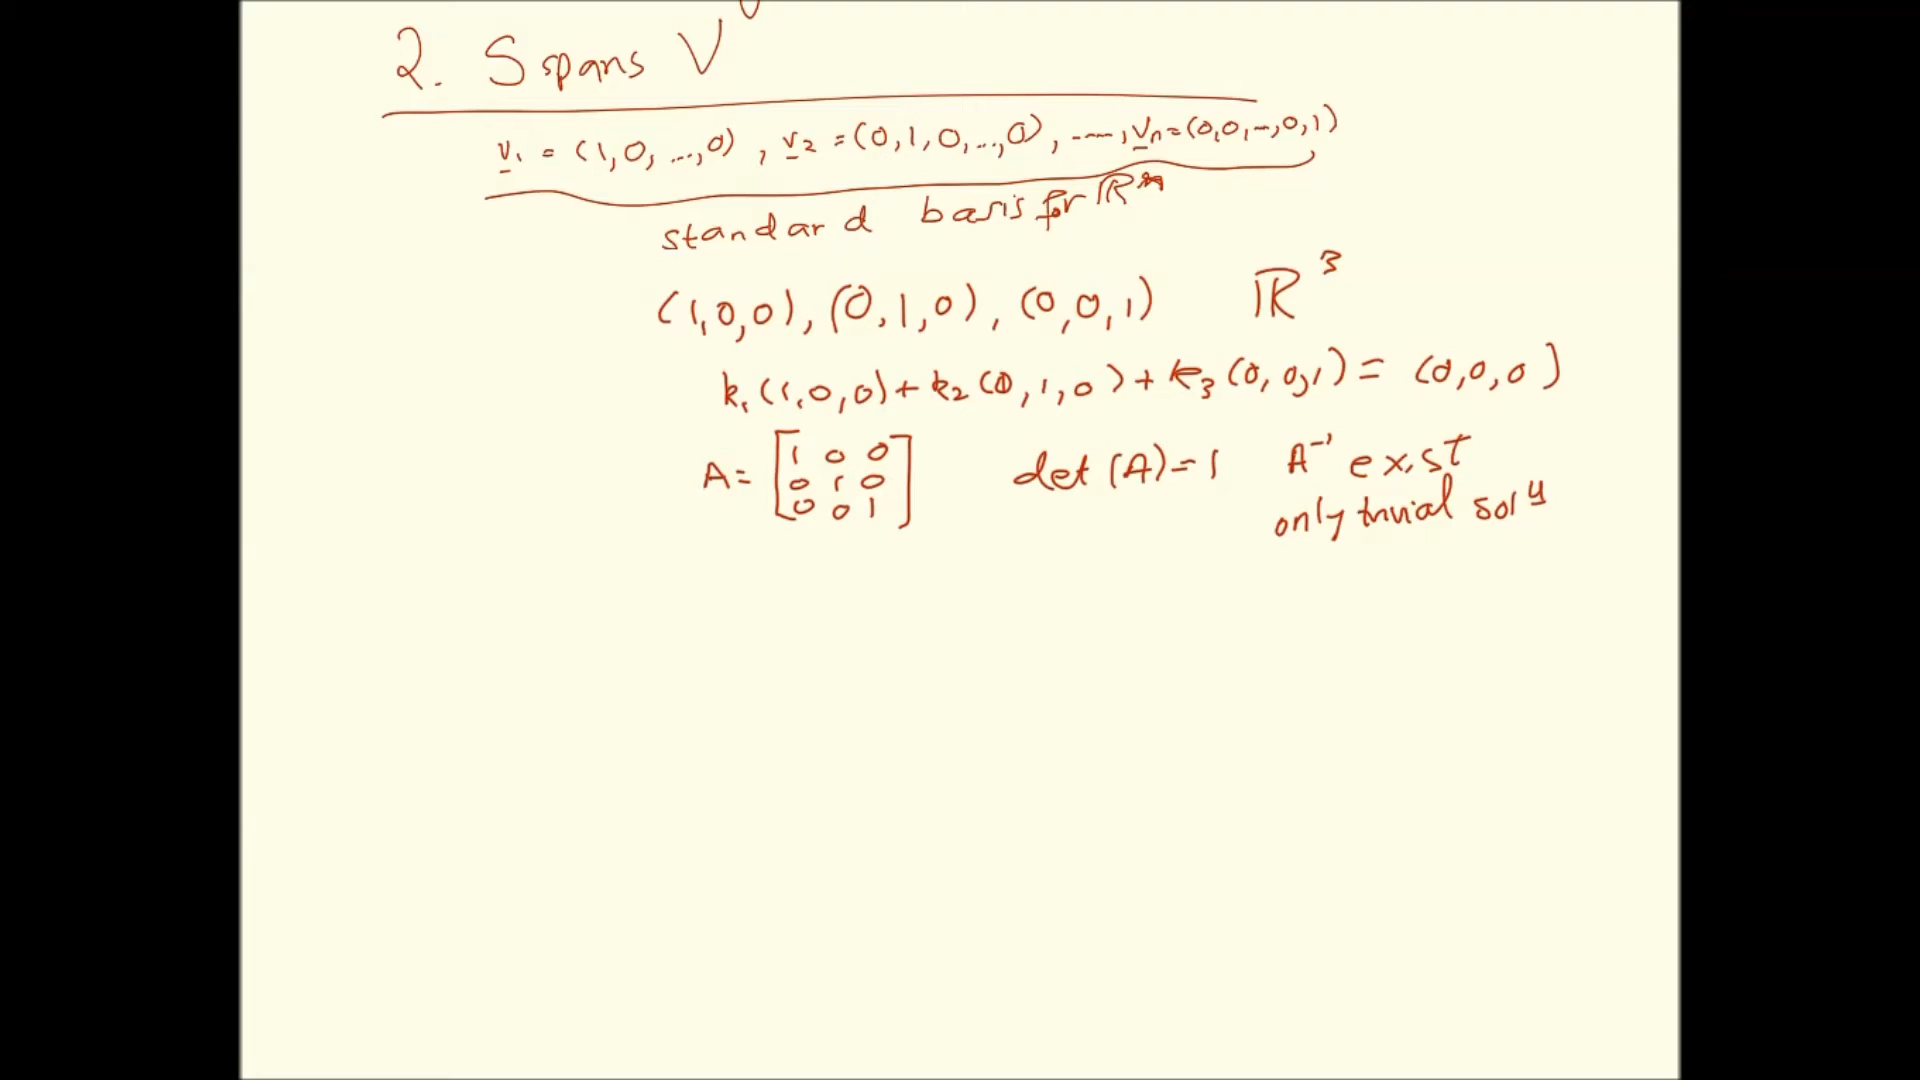 2. S spans V
v₁ = (1,0, ...,0) , v₂ = (0,1,0,...,0) , ---- , vₙ=(0,0,-,0,1)
standard basis for ℝⁿ
(1,0,0), (0,1,0), (0,0,1) ℝ³
k₁(1,0,0)+k₂(0,1,0)+k₃(0,0,1)= (0,0,0)
A= [1 0 0
0 1 0
0 0 1] det(A)=1 A⁻¹ exist
only trivial solⁿ